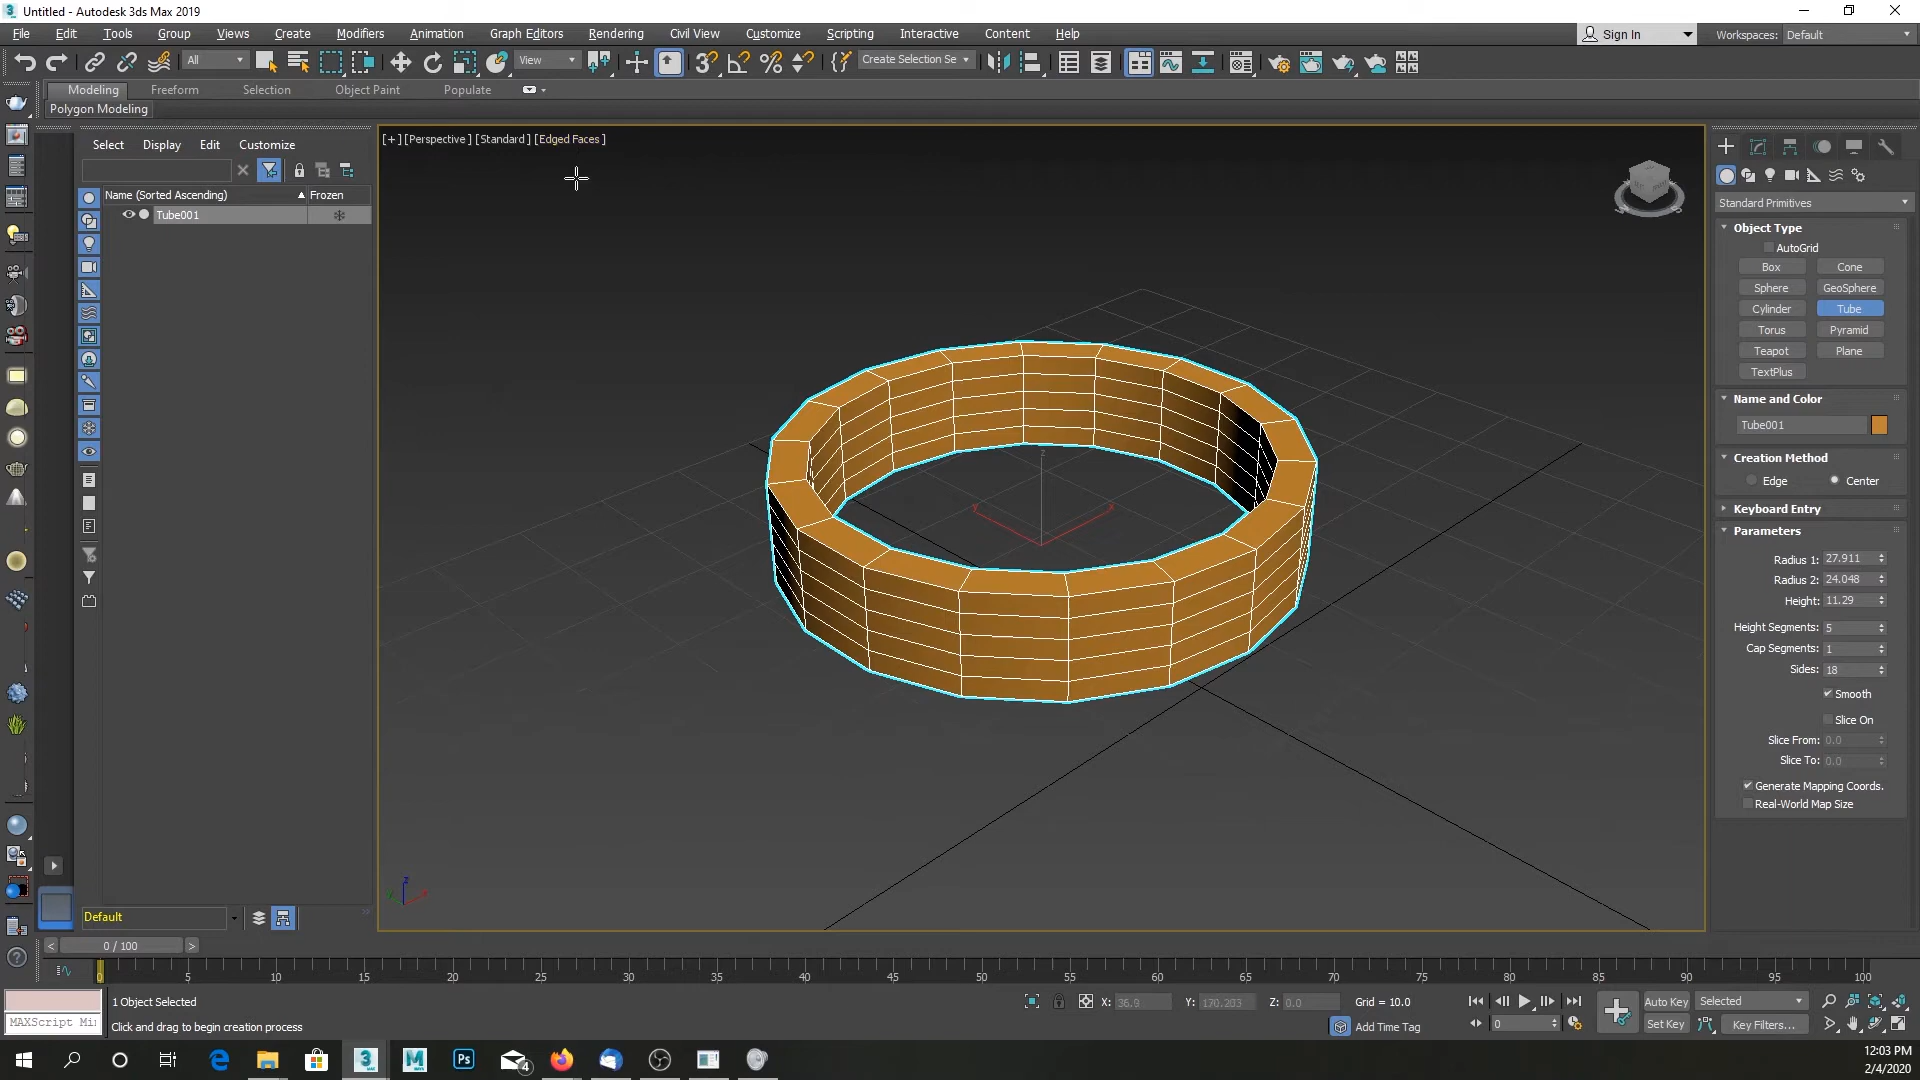 Untitled - Autodesk 3ds Max 2019
File Edit Tools Group Views Create Modifiers Animation Graph Editors Rendering Civil View Customize Scripting Interactive Content Help
Sign In Workspaces: Default
All View Create Selection Se
Modeling Freeform Selection Object Paint Populate
Polygon Modeling
Select Display Edit Customize
Name (Sorted Ascending) Frozen
Tube001
[+] [Perspective] [Standard] [Edged Faces]
Standard Primitives
Object Type
AutoGrid
Box Cone
Sphere GeoSphere
Cylinder Tube
Torus Pyramid
Teapot Plane
TextPlus
Name and Color
Tube001
Creation Method
Edge Center
Keyboard Entry
Parameters
Radius 1: 27.911
Radius 2: 24.048
Height: 11.29
Height Segments: 5
Cap Segments: 1
Sides: 18
Smooth
Slice On
Slice From: 0.0
Slice To: 0.0
Generate Mapping Coords.
Real-World Map Size
z
Default
< 0 / 100 >
0 5 10 15 20 25 30 35 40 45 50 55 60 65 70 75 80 85 90 95 100
1 Object Selected X: 36.9 Y: 170.203 Z: 0.0 Grid = 10.0 Auto Key Selected
MAXScript Mi Click and drag to begin creation process Add Time Tag 0 Set Key Key Filters...
4
12:03 PM
2/4/2020